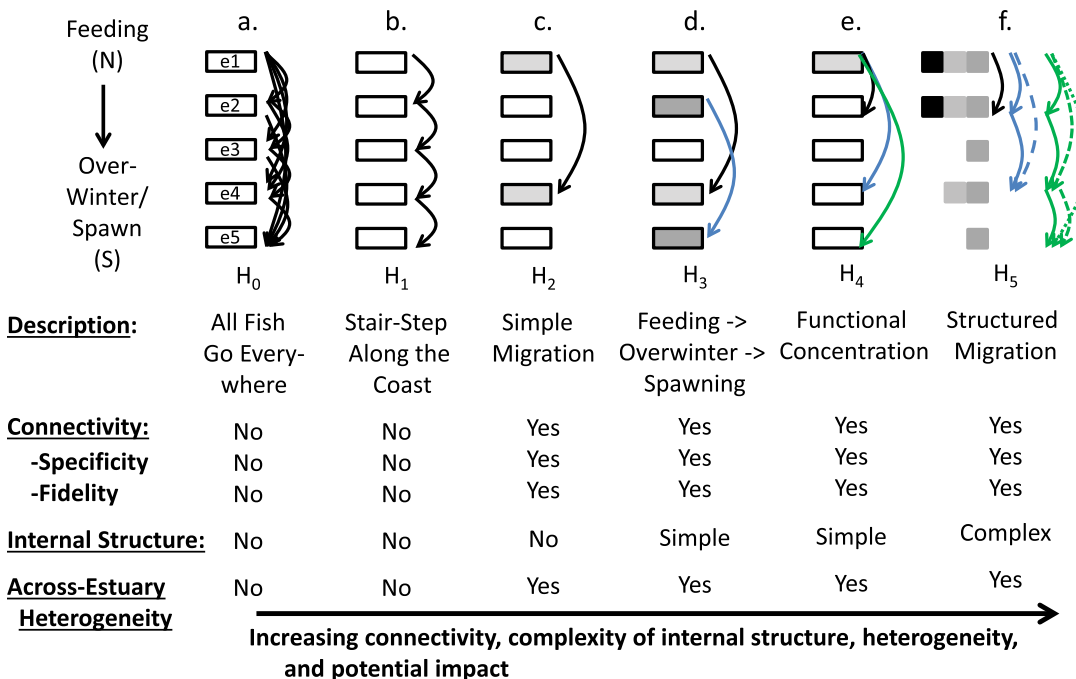 a. b. c. d. e. f.
Feeding
(N)
Over-
Winter/
Spawn
(S)
e1
e2
e3
e4
e5
H0 H1 H2 H3 H4 H5
Description:
All Fish
Go Every-
where
Stair-Step
Along the
Coast
Simple
Migration
Feeding ->
Overwinter ->
Spawning
Functional
Concentration
Structured
Migration
Connectivity: No No Yes Yes Yes Yes
-Specificity No No Yes Yes Yes Yes
-Fidelity No No Yes Yes Yes Yes
Internal Structure: No No No Simple Simple Complex
Across-Estuary
Heterogeneity
No No Yes Yes Yes Yes
Increasing connectivity, complexity of internal structure, heterogeneity,
and potential impact